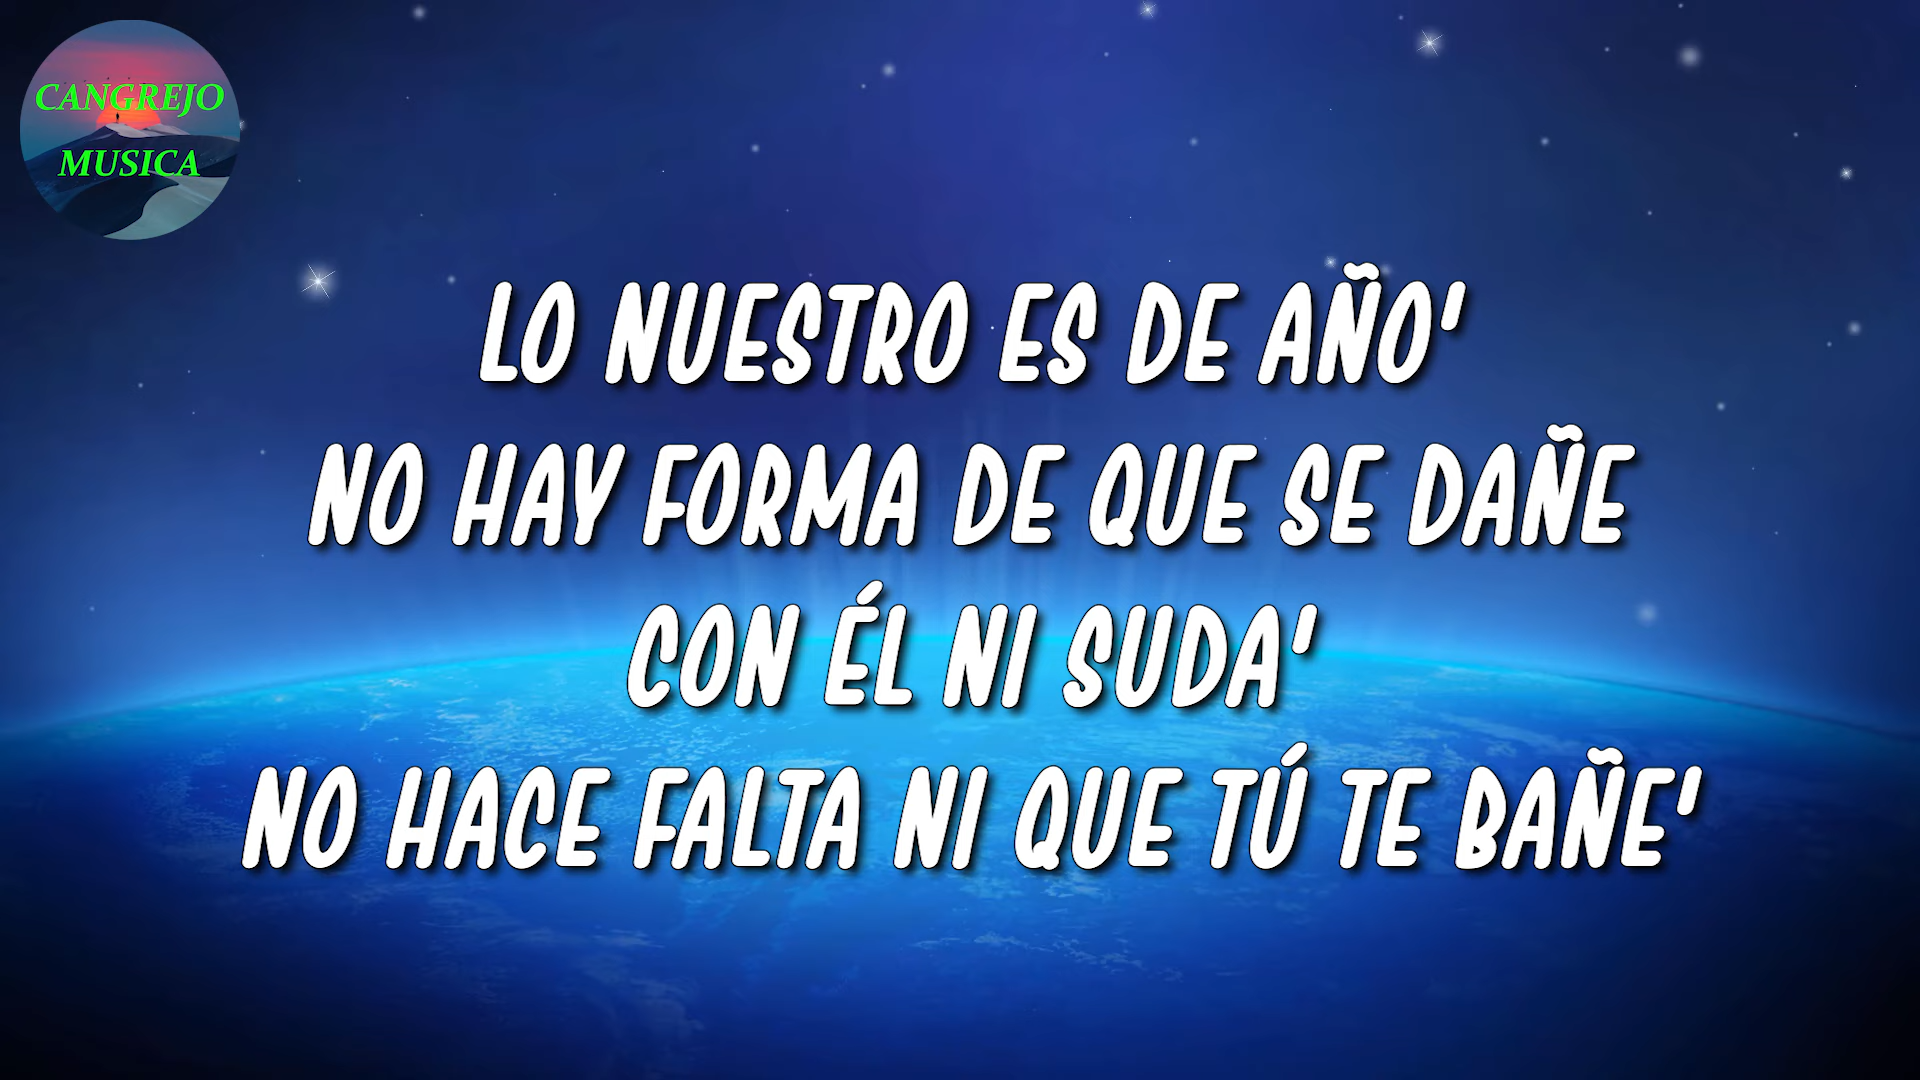 CANGREJO
MUSICA
LO NUESTRO ES DE AÑO'
NO HAY FORMA DE QUE SE DAÑE
CON ÉL NI SUDA'
NO HACE FALTA NI QUE TÚ TE BAÑE'